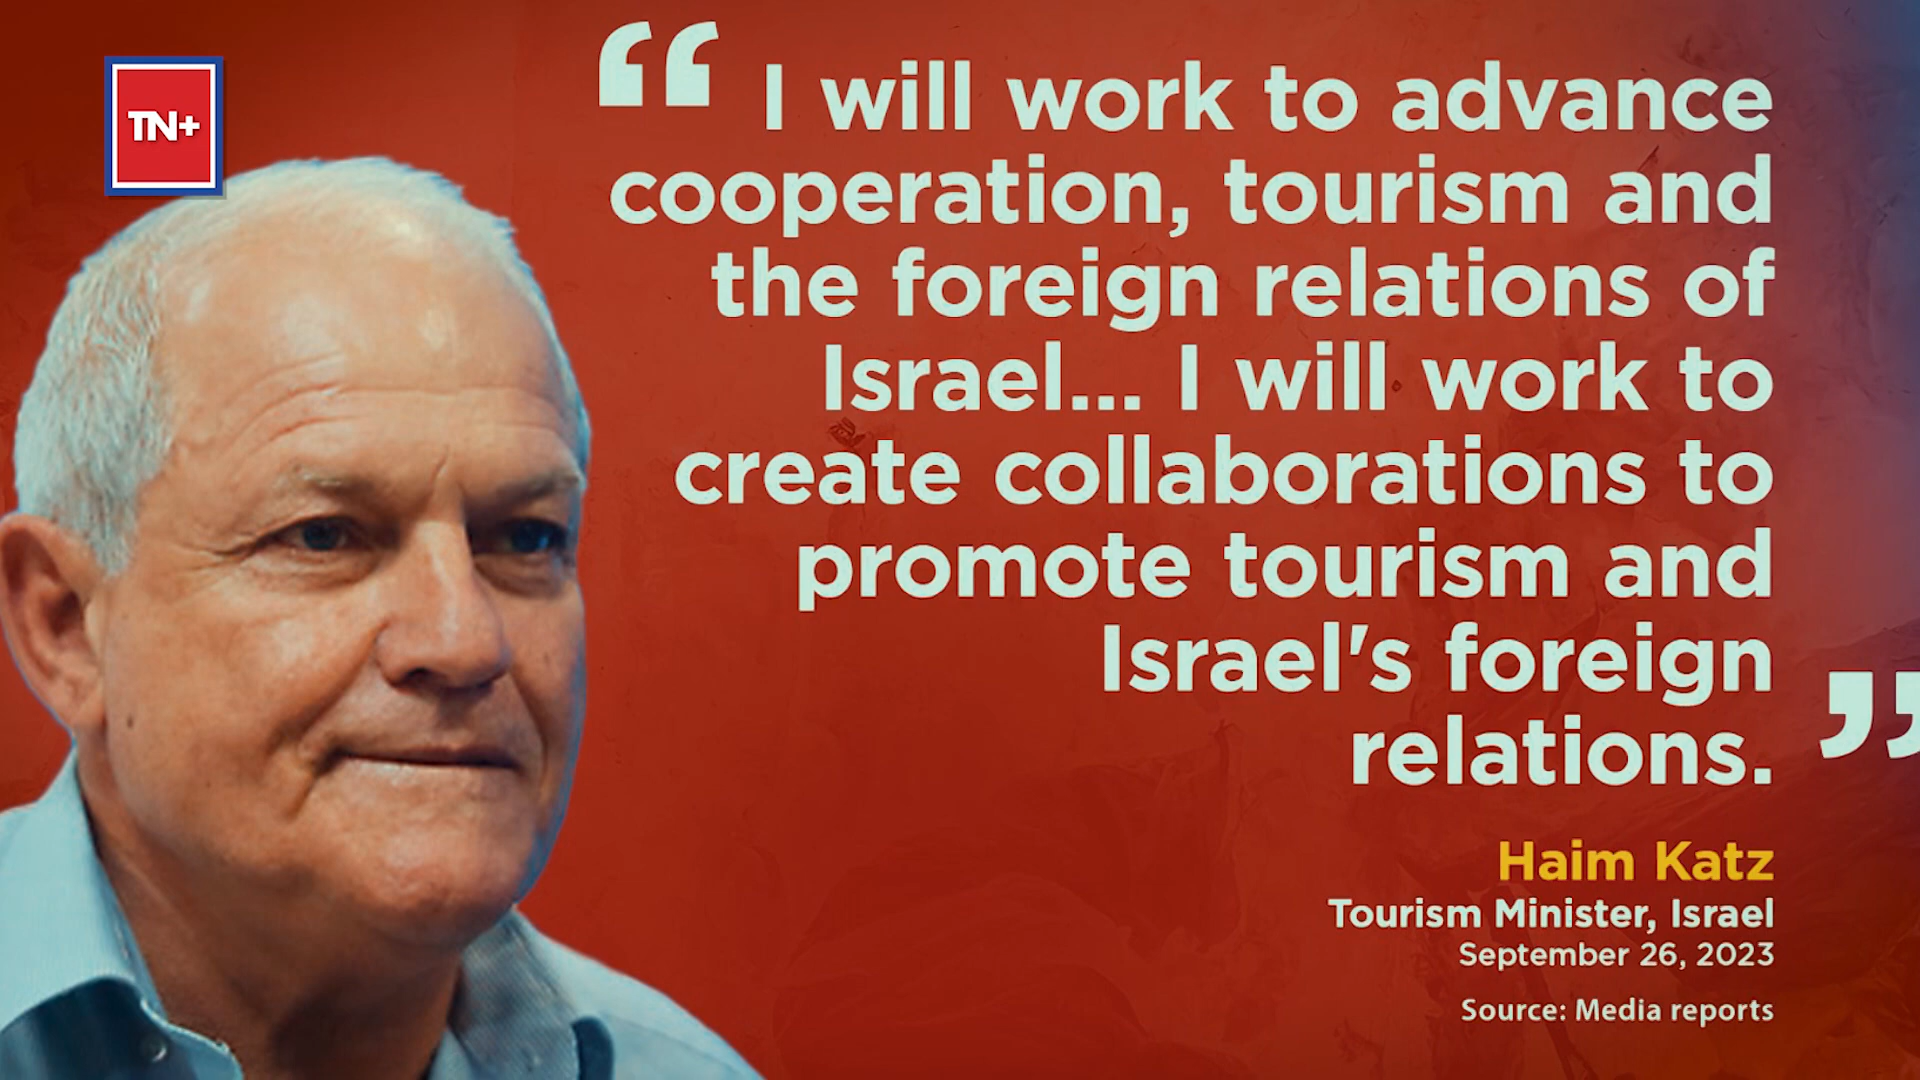 TN+
“ I will work to advance
cooperation, tourism and
the foreign relations of
Israel... I will work to
create collaborations to
promote tourism and
Israel's foreign
relations. ”
Haim Katz
Tourism Minister, Israel
September 26, 2023
Source: Media reports